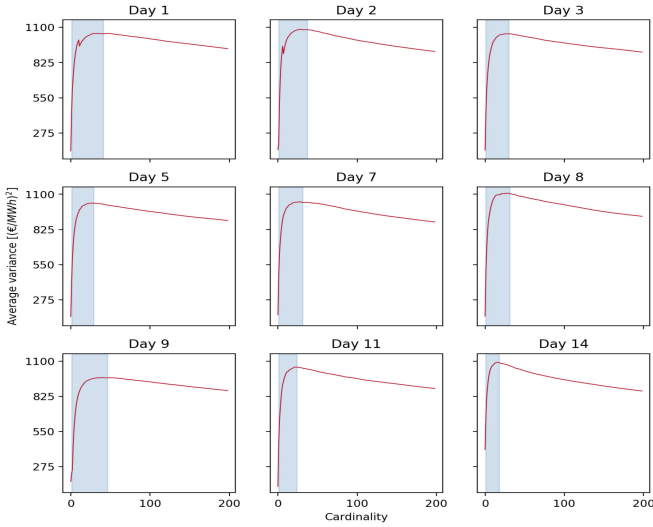 Day 1
Day 2
Day 3
1100
825
550
275
Day 5
Day 7
Day 8
1100
825
550
275
Average variance [(€/MWh)²]
Day 9
Day 11
Day 14
1100
825
550
275
0
100
200
0
100
200
0
100
200
Cardinality